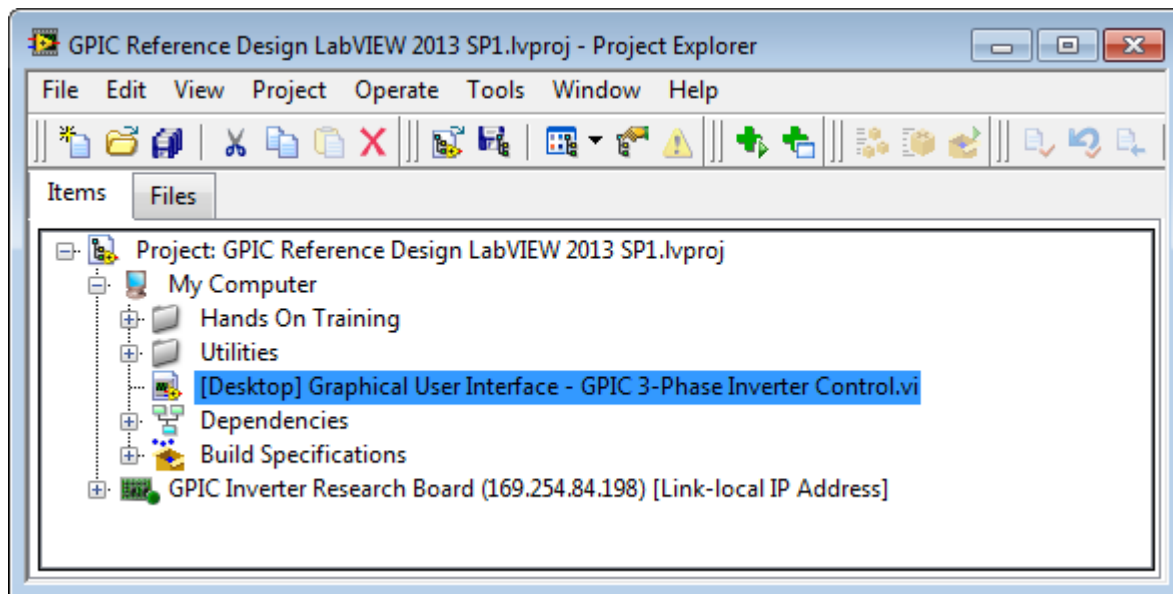 GPIC Reference Design LabVIEW 2013 SP1.lvproj - Project Explorer
File Edit View Project Operate Tools Window Help
Items Files
Project: GPIC Reference Design LabVIEW 2013 SP1.lvproj
My Computer
Hands On Training
Utilities
[Desktop] Graphical User Interface - GPIC 3-Phase Inverter Control.vi
Dependencies
Build Specifications
GPIC Inverter Research Board (169.254.84.198) [Link-local IP Address]